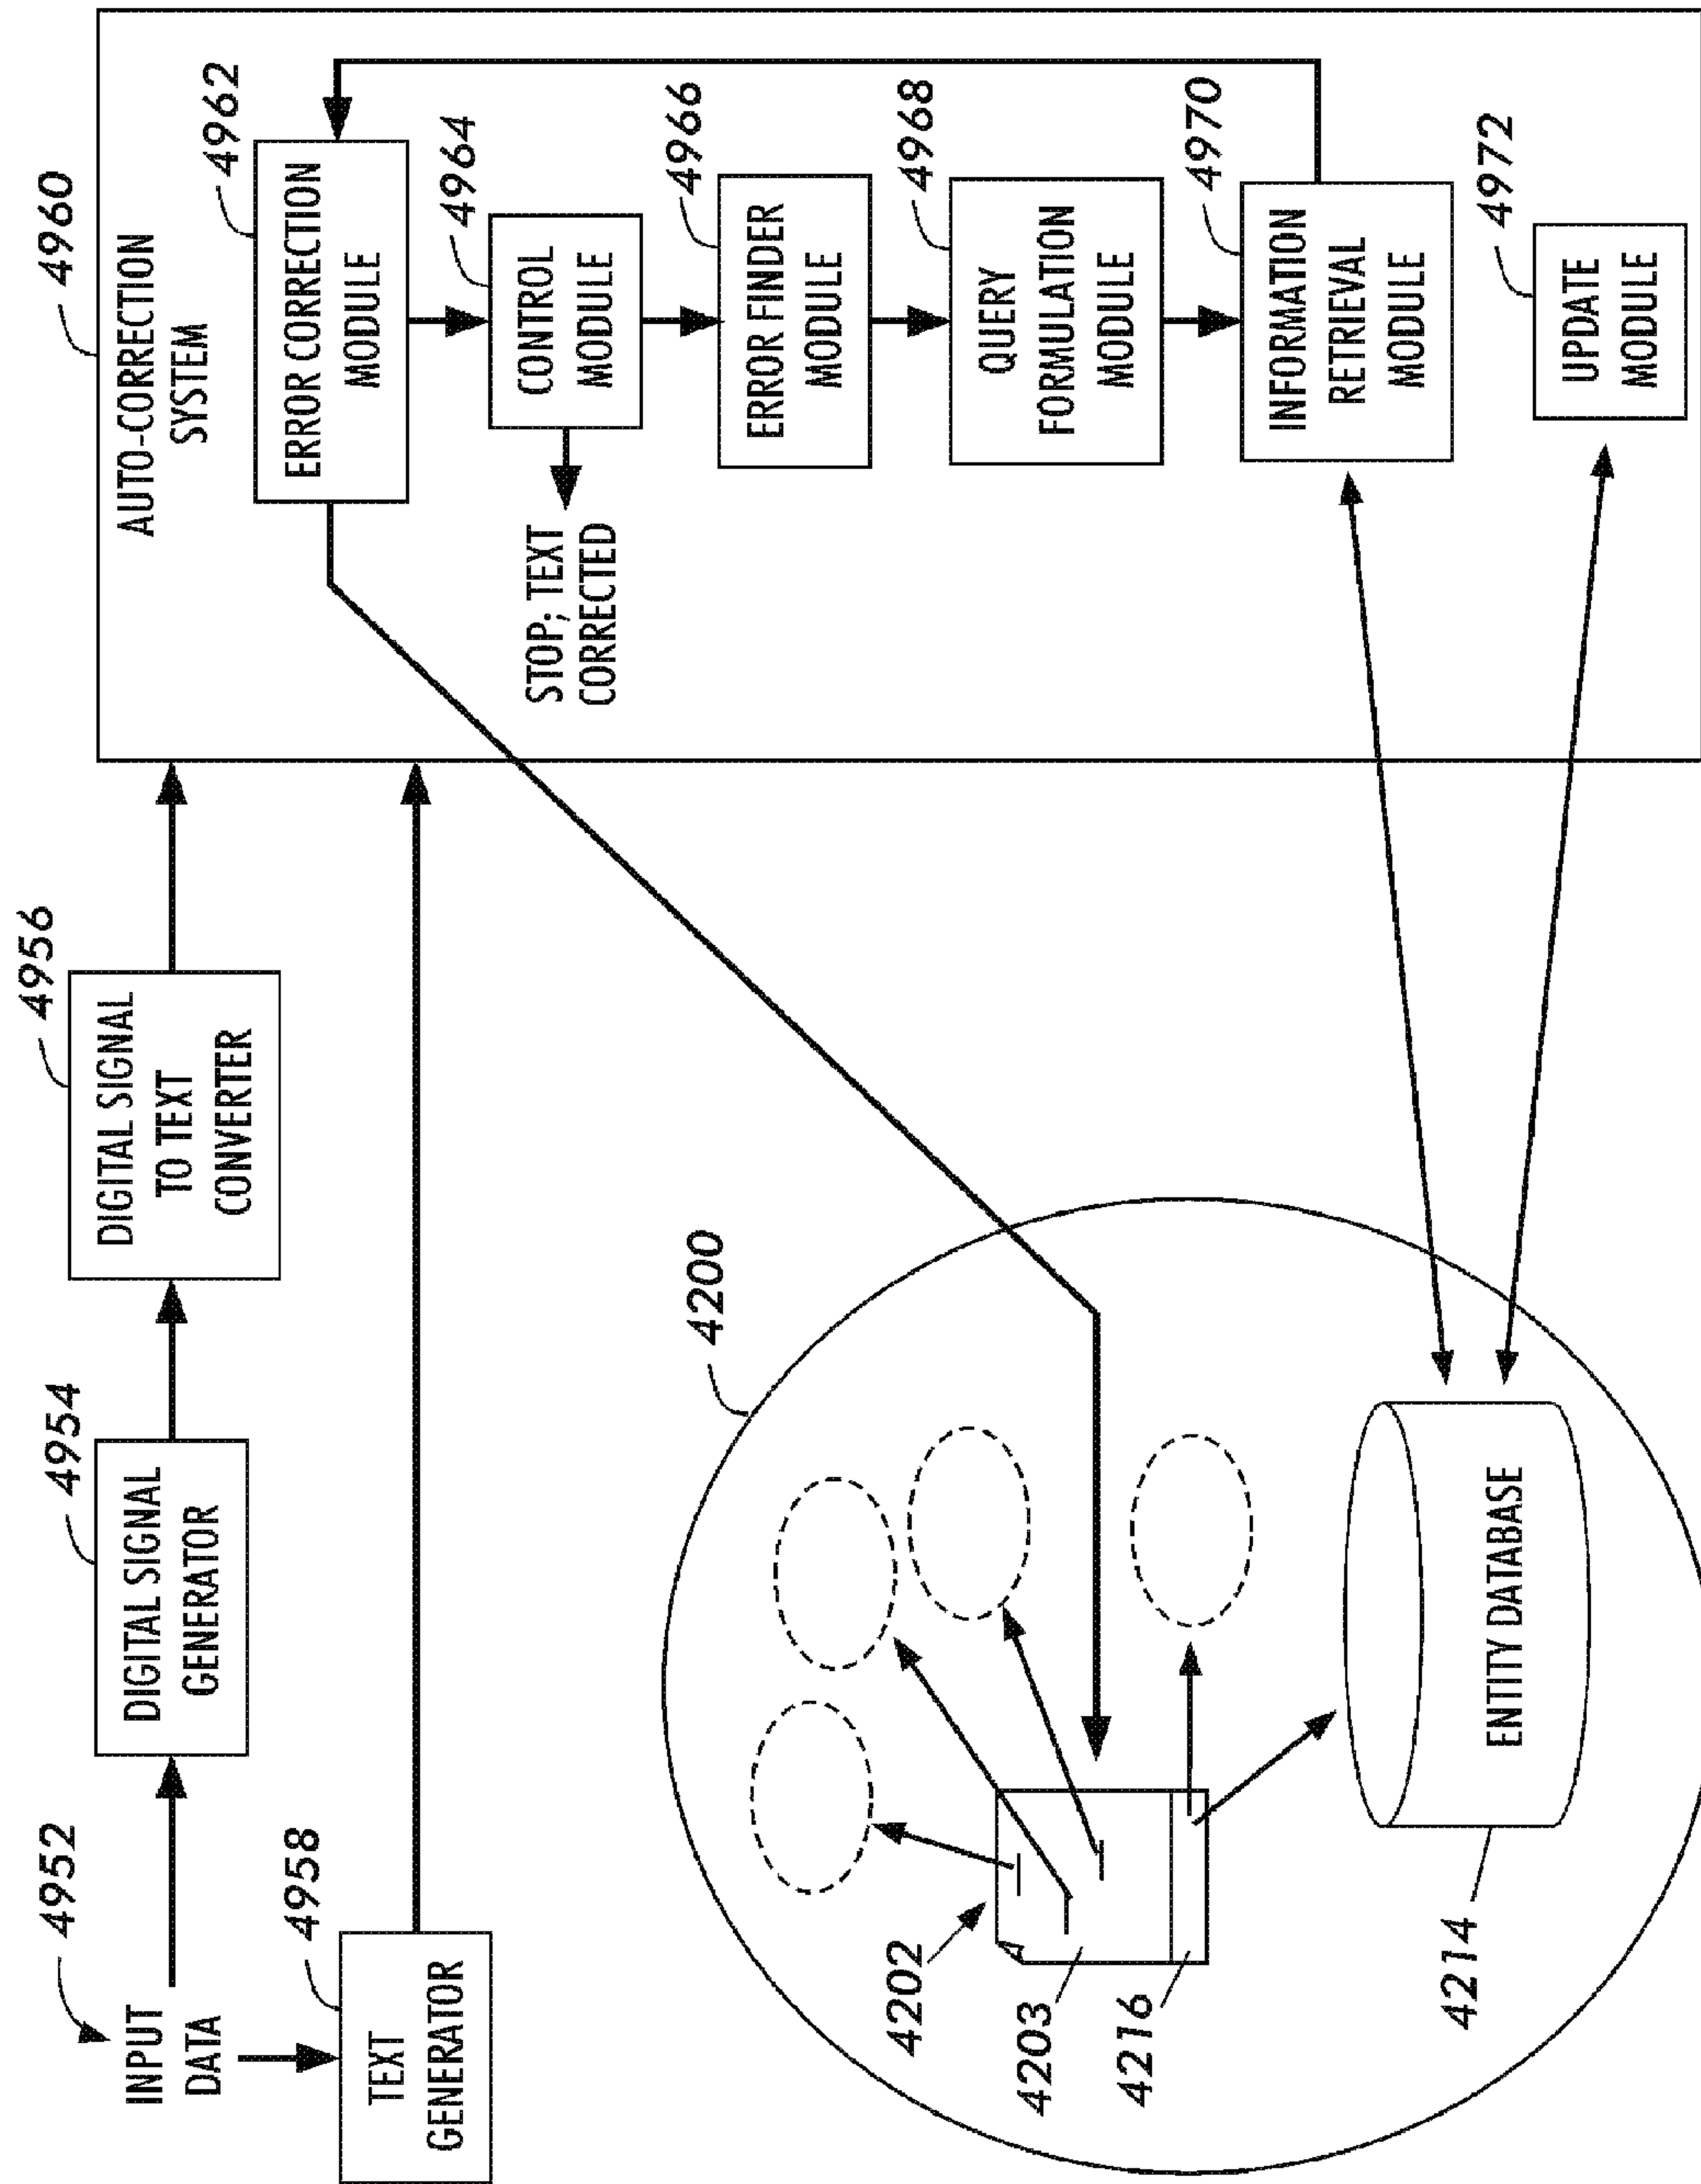 4952
INPUT
DATA
4954
DIGITAL SIGNAL
GENERATOR
4956
DIGITAL SIGNAL
TO TEXT
CONVERTER
4958
TEXT
GENERATOR
4960
AUTO-CORRECTION
SYSTEM
4962
ERROR CORRECTION
MODULE
4964
CONTROL
MODULE
STOP; TEXT
CORRECTED
4966
ERROR FINDER
MODULE
4968
QUERY
FORMULATION
MODULE
4970
INFORMATION
RETRIEVAL
MODULE
4972
UPDATE
MODULE
4200
4202
4203
4216
ENTITY DATABASE
4214